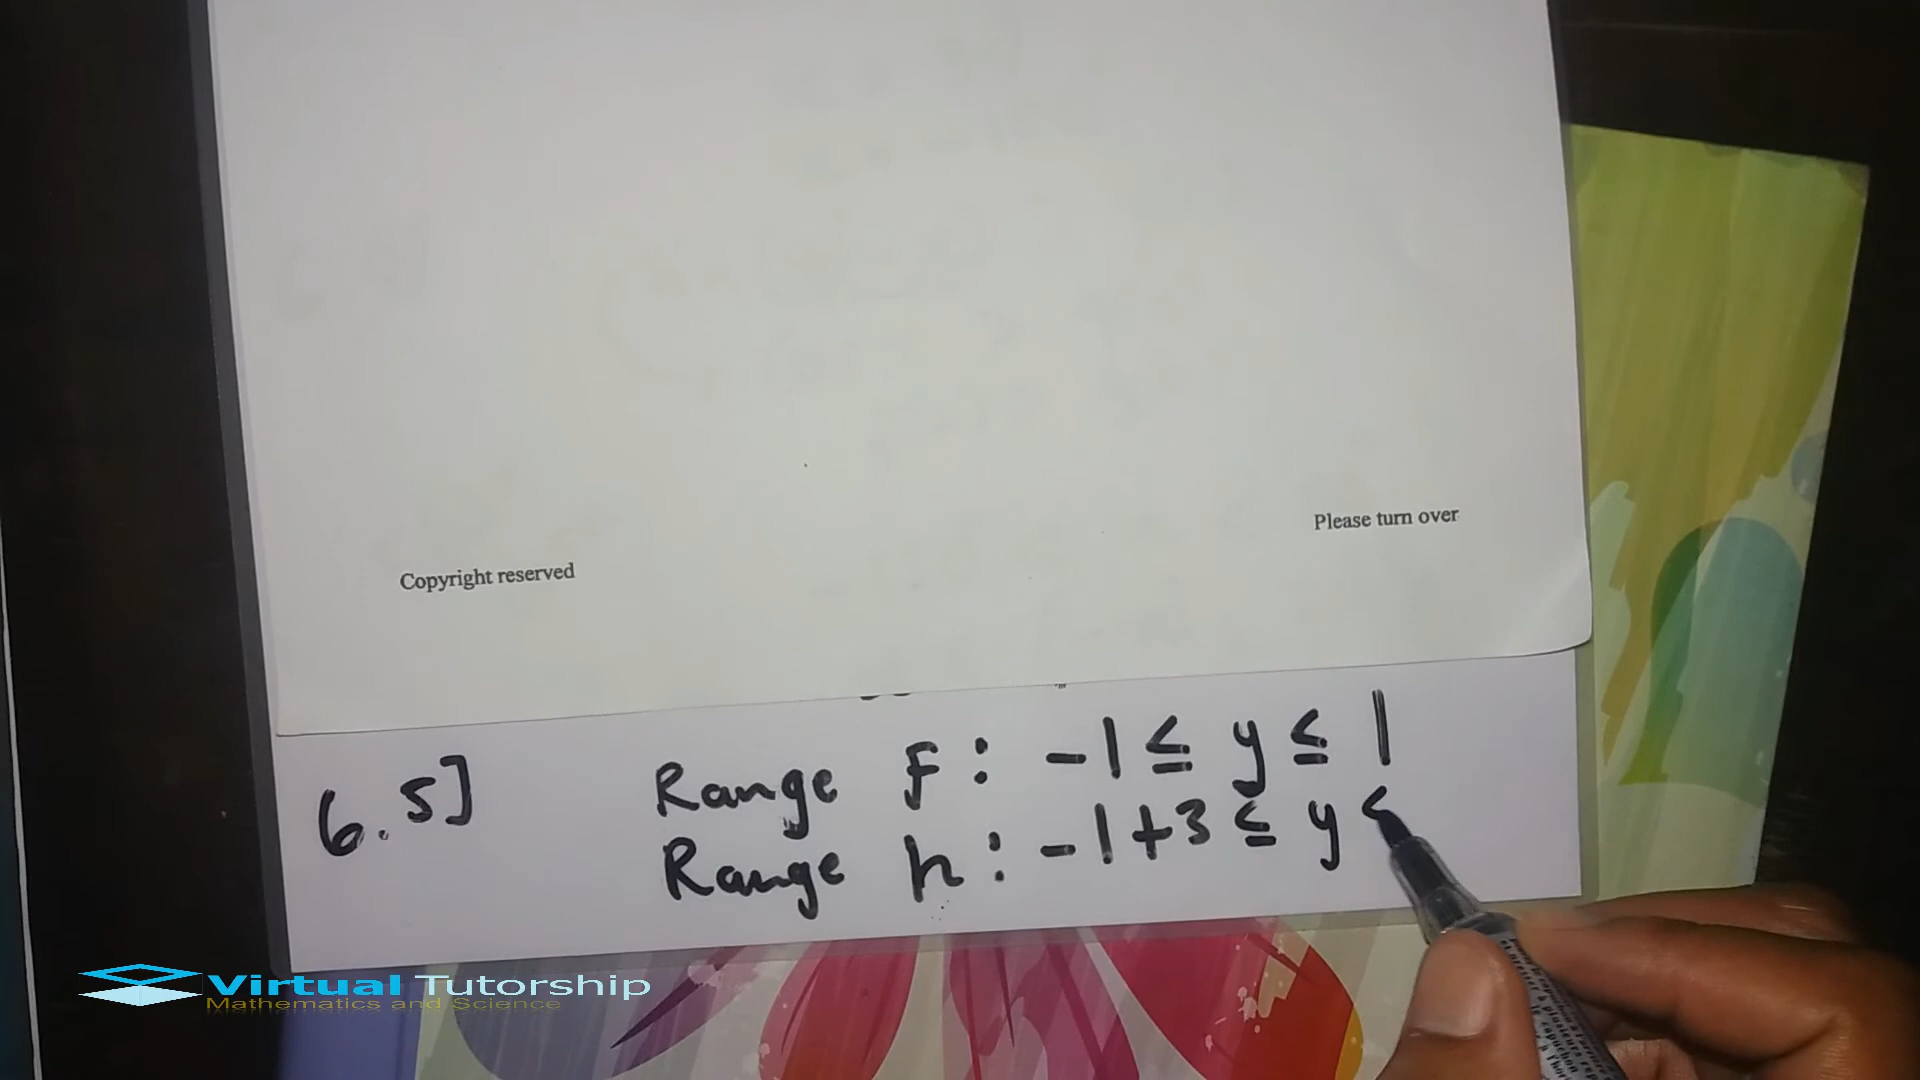 Please turn over
Copyright reserved
6.5] Range f: -1 ≤ y ≤ 1
Range h: -1+3 ≤ y <
Virtual Tutorship
Mathematics and Science